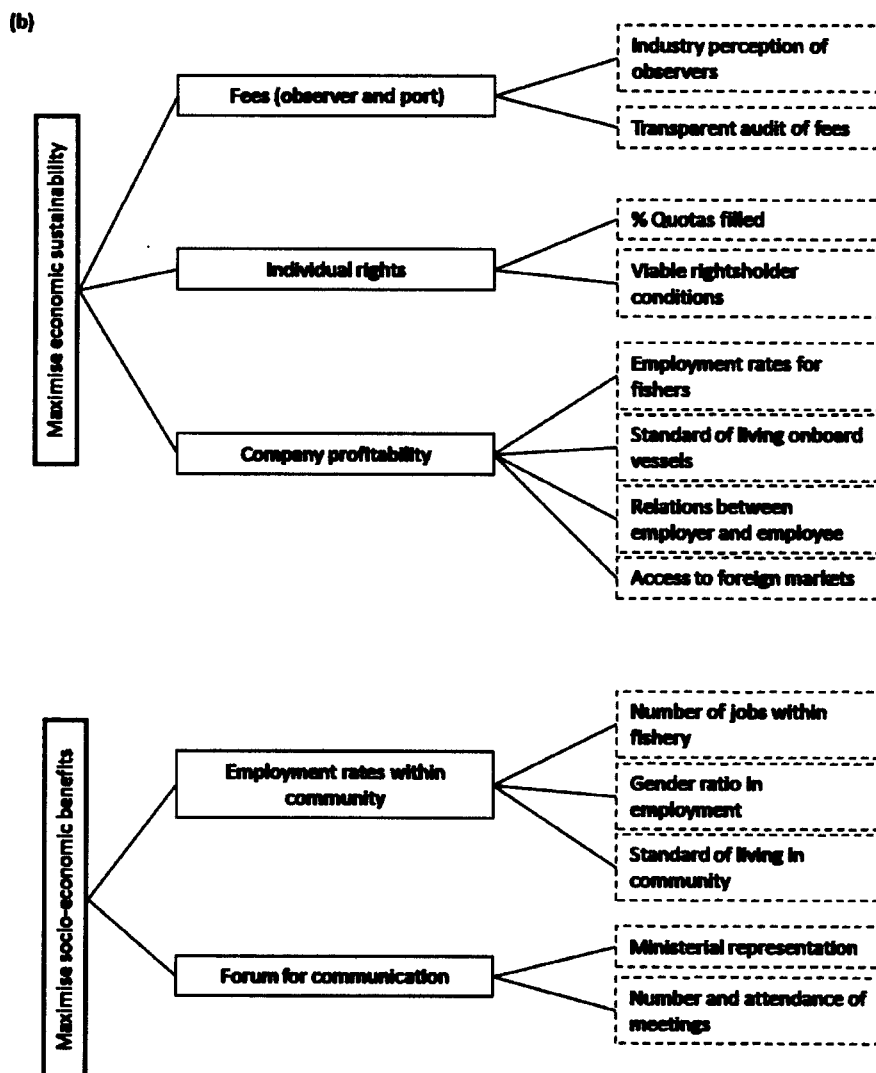 (b)
Maximise economic sustainability
Fees (observer and port)
Industry perception of
observers
Transparent audit of fees
Individual rights
% Quotas filled
Viable rightsholder
conditions
Company profitability
Employment rates for
fishers
Standard of living onboard
vessels
Relations between
employer and employee
Access to foreign markets
Maximise socio-economic benefits
Employment rates within
community
Number of jobs within
fishery
Gender ratio in
employment
Standard of living in
community
Forum for communication
Ministerial representation
Number and attendance of
meetings